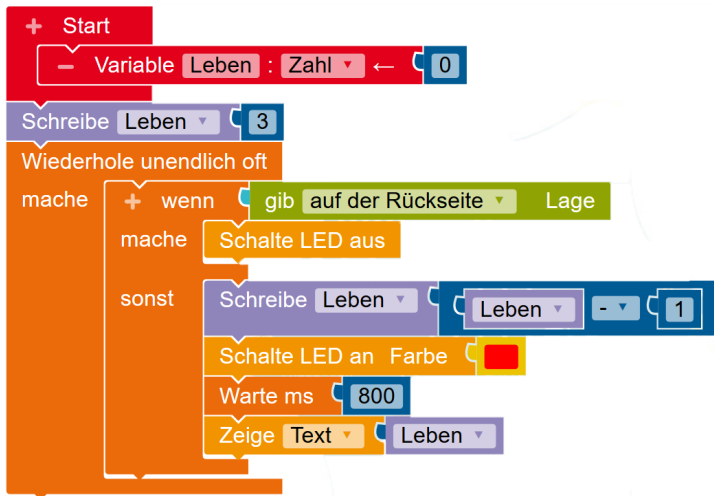 + Start
− Variable Leben : Zahl ▾ ← 0
Schreibe Leben ▾ 3
Wiederhole unendlich oft
mache + wenn gib auf der Rückseite ▾ Lage
mache Schalte LED aus
sonst Schreibe Leben ▾ Leben ▾ - ▾ 1
Schalte LED an Farbe
Warte ms 800
Zeige Text ▾ Leben ▾